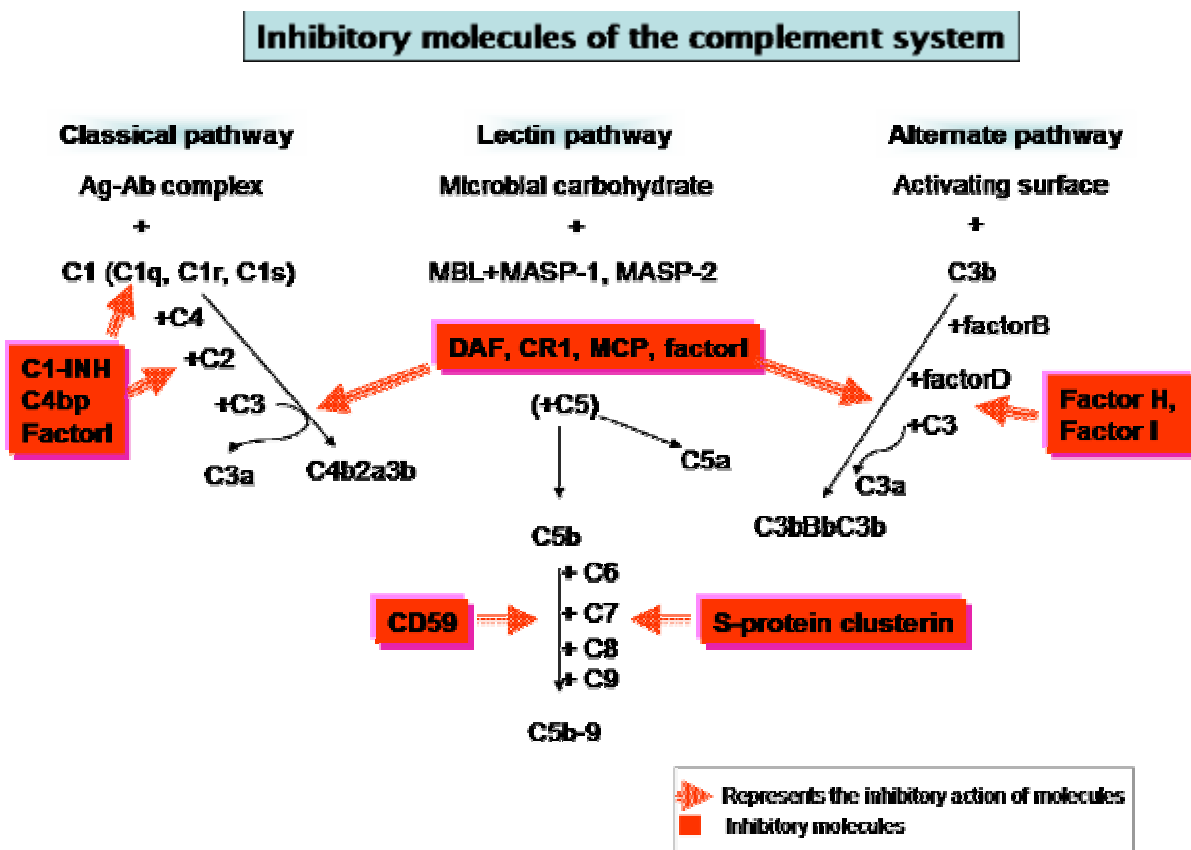 Inhibitory molecules of the complement system
Classical pathway
Ag-Ab complex
+
C1 (C1q, C1r, C1s)
+C4
+C2
+C3
C3a
C4b2a3b
C1-INH
C4bp
FactorI
Lectin pathway
Microbial carbohydrate
+
MBL+MASP-1, MASP-2
DAF, CR1, MCP, factorI
(+C5)
C5a
C5b
+ C6
+ C7
+ C8
+ C9
C5b-9
CD59
S-protein clusterin
Alternate pathway
Activating surface
+
C3b
+factorB
+factorD
+C3
C3a
C3bBbC3b
Factor H,
Factor I
Represents the inhibitory action of molecules
Inhibitory molecules